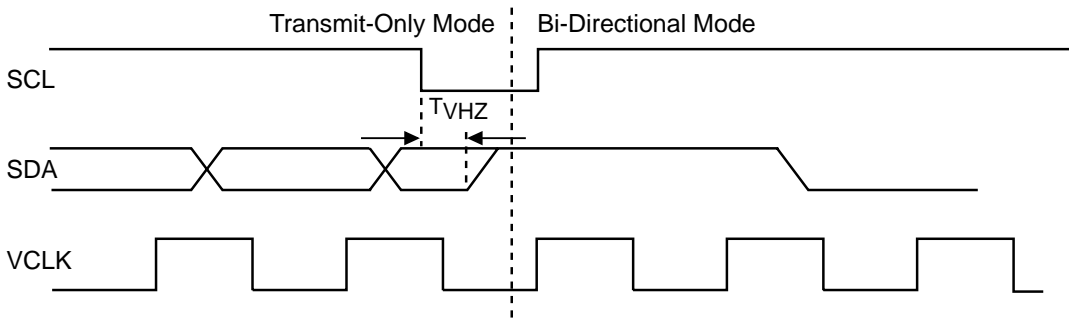 Transmit-Only Mode Bi-Directional Mode
SCL
TVHZ
SDA
VCLK